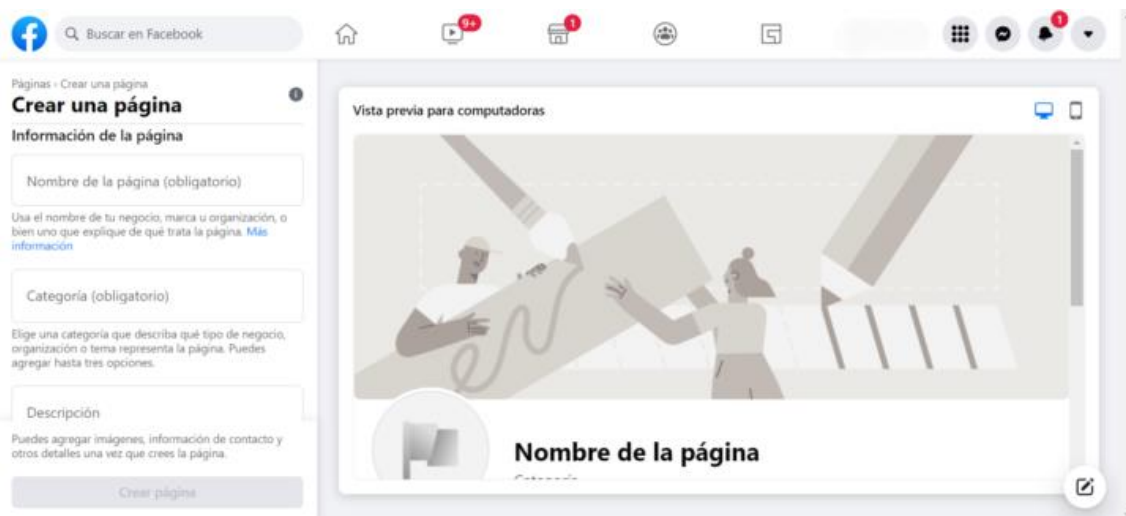 Buscar en Facebook
9+
1
1
Páginas › Crear una página
Crear una página
Información de la página
Nombre de la página (obligatorio)
Usa el nombre de tu negocio, marca u organización, o
bien uno que explique de qué trata la página. Más
información
Categoría (obligatorio)
Elige una categoría que describa qué tipo de negocio,
organización o tema representa la página. Puedes
agregar hasta tres opciones.
Descripción
Puedes agregar imágenes, información de contacto y
otros detalles una vez que crees la página.
Crear página
Vista previa para computadoras
Nombre de la página
Categoría